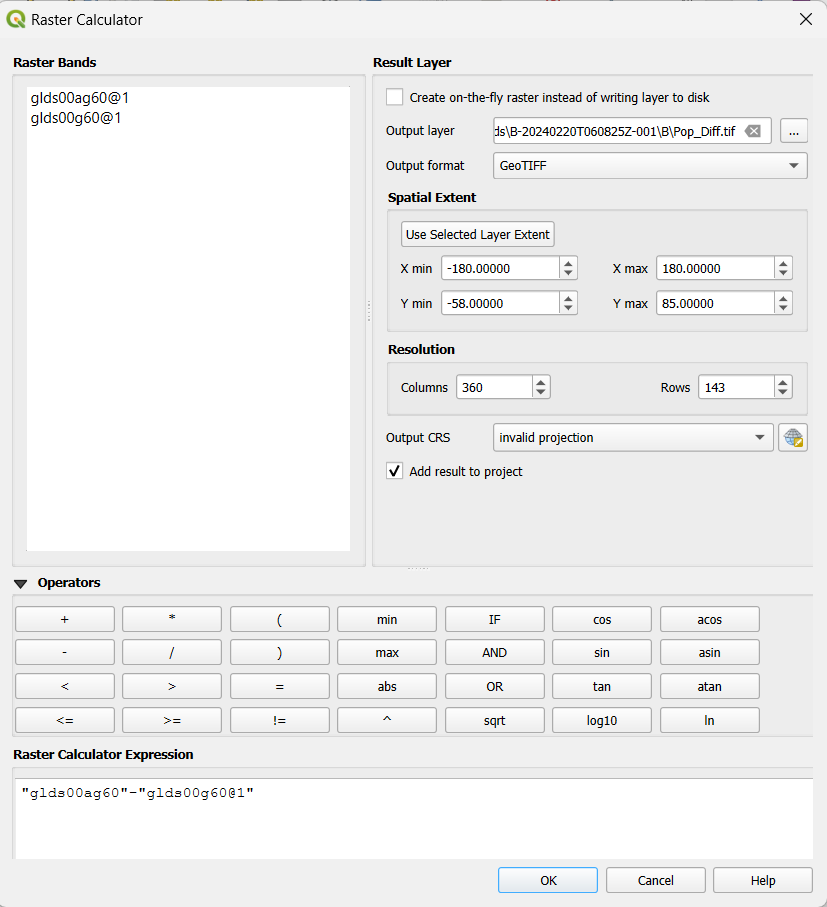 Raster Calculator
Raster Bands
glds00ag60@1
glds00g60@1
Result Layer
Create on-the-fly raster instead of writing layer to disk
Output layer ds\B-20240220T060825Z-001\B\Pop_Diff.tif ...
Output format GeoTIFF
Spatial Extent
Use Selected Layer Extent
X min -180.00000 X max 180.00000
Y min -58.00000 Y max 85.00000
Resolution
Columns 360 Rows 143
Output CRS invalid projection
Add result to project
Operators
+ * ( min IF cos acos
- / ) max AND sin asin
< > = abs OR tan atan
<= >= != ^ sqrt log10 ln
Raster Calculator Expression
"glds00ag60"-"glds00g60@1"
OK Cancel Help